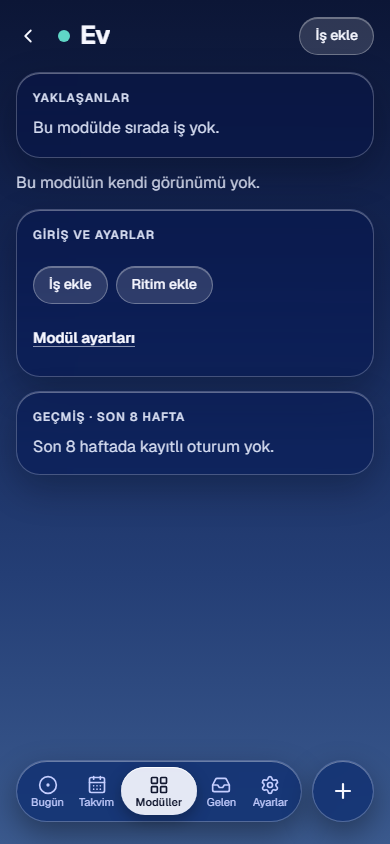 Ev
İş ekle
YAKLAŞANLAR
Bu modülde sırada iş yok.
Bu modülün kendi görünümü yok.
GİRİŞ VE AYARLAR
İş ekle
Ritim ekle
Modül ayarları
GEÇMİŞ · SON 8 HAFTA
Son 8 haftada kayıtlı oturum yok.
Bugün
Takvim
Modüller
Gelen
Ayarlar